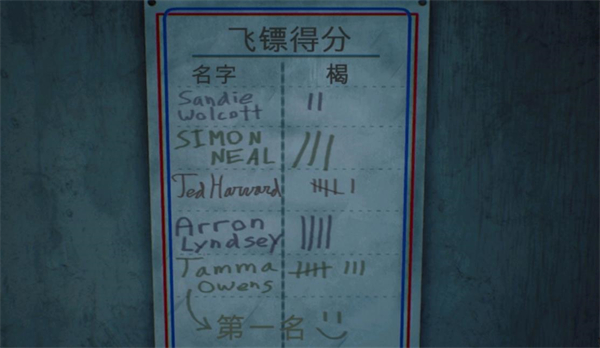 飞镖得分
名字 楬
Sandie
Wolcott
SIMON
NEAL
Ted Harward
Arron
Lyndsey
Tamma
Owens
第一名